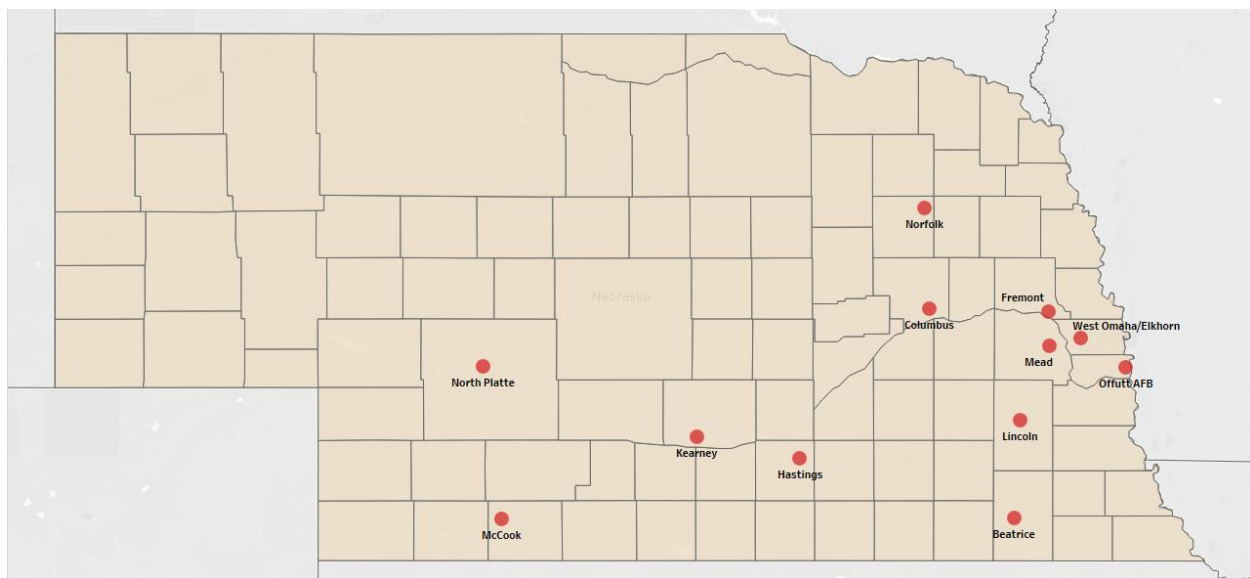 Norfolk
Nebraska
Fremont
Columbus
West Omaha/Elkhorn
Mead
North Platte
Offutt AFB
Lincoln
Kearney
Hastings
McCook
Beatrice